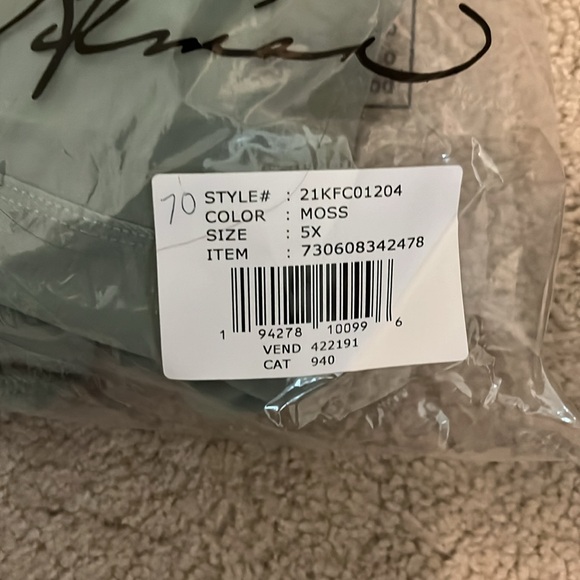 70
STYLE# : 21KFC01204
COLOR : MOSS
SIZE : 5X
ITEM : 730608342478
1 94278 10099 6
VEND 422191
CAT 940